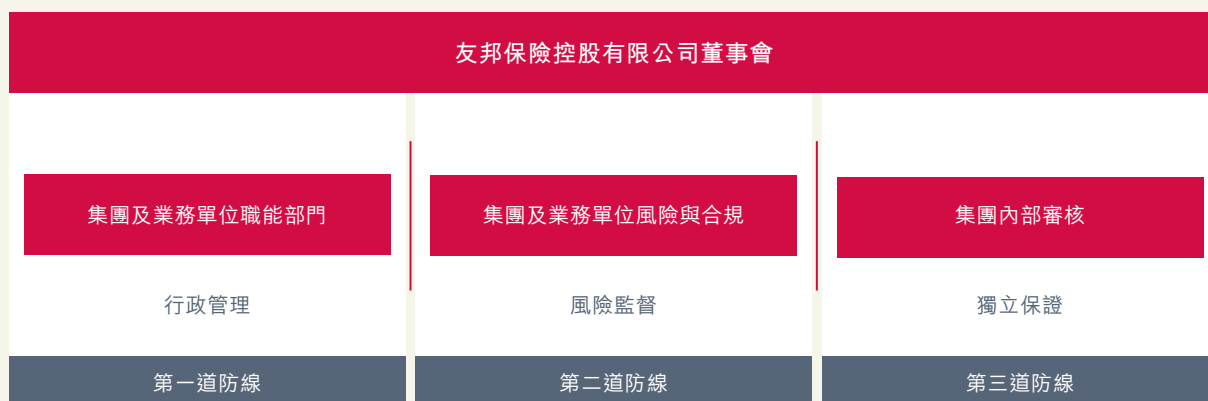 友邦保險控股有限公司董事會
集團及業務單位職能部門
行政管理
第一道防線
集團及業務單位風險與合規
風險監督
第二道防線
集團內部審核
獨立保證
第三道防線